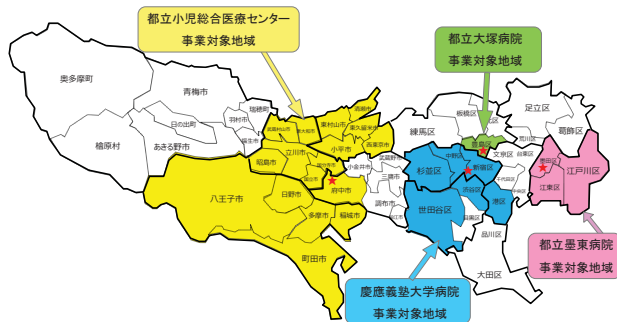 都立小児総合医療センター
事業対象地域
都立大塚病院
事業対象地域
奥多摩町
青梅市
瑞穂町
羽村市
日の出町
福生市
檜原村
あきる野市
武蔵村山市
東大和市
東村山市
清瀬市
東久留米市
西東京市
小平市
立川市
昭島市
国立市
国分寺市
府中市
小金井市
武蔵野市
三鷹市
調布市
狛江市
八王子市
日野市
多摩市
稲城市
町田市
練馬区
板橋区
北区
足立区
葛飾区
荒川区
豊島区
文京区
台東区
中野区
新宿区
杉並区
千代田区
中央区
渋谷区
港区
世田谷区
目黒区
品川区
大田区
墨田区
江東区
江戸川区
慶應義塾大学病院
事業対象地域
都立墨東病院
事業対象地域